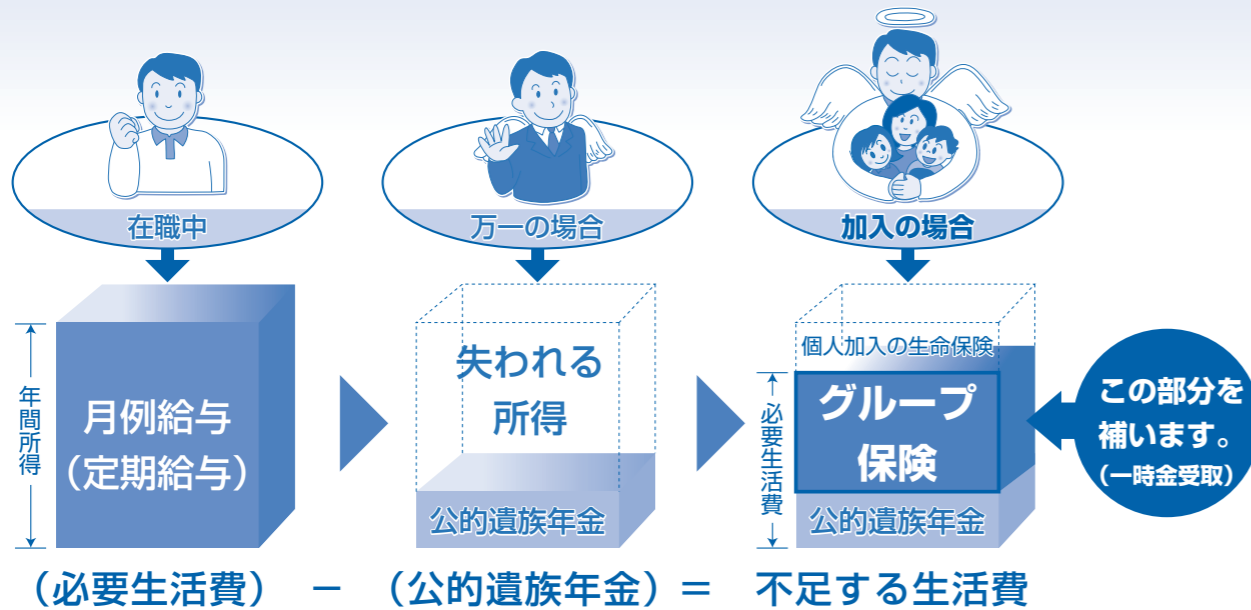 在職中
万一の場合
加入の場合
年間所得
月例給与
(定期給与)
失われる
所得
公的遺族年金
個人加入の生命保険
必要生活費
グループ
保険
公的遺族年金
この部分を
補います。
(一時金受取)
(必要生活費) − (公的遺族年金) = 不足する生活費